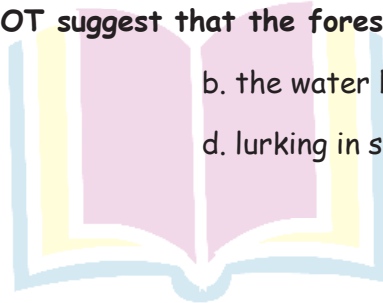 OT suggest that the fores
b. the water
d. lurking in s